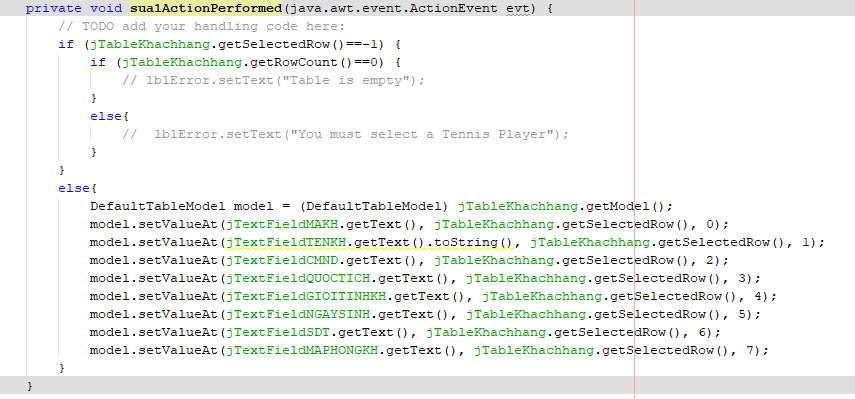 private void sua1ActionPerformed(java.awt.event.ActionEvent evt) {
    // TODO add your handling code here:
    if (jTableKhachhang.getSelectedRow()==-1) {
        if (jTableKhachhang.getRowCount()==0) {
            // lblError.setText("Table is empty");
        }
        else{
            //  lblError.setText("You must select a Tennis Player");
        }
    }
    else{
        DefaultTableModel model = (DefaultTableModel) jTableKhachhang.getModel();
        model.setValueAt(jTextFieldMAKH.getText(), jTableKhachhang.getSelectedRow(), 0);
        model.setValueAt(jTextFieldTENKH.getText().toString(), jTableKhachhang.getSelectedRow(), 1);
        model.setValueAt(jTextFieldCMND.getText(), jTableKhachhang.getSelectedRow(), 2);
        model.setValueAt(jTextFieldQUOCTICH.getText(), jTableKhachhang.getSelectedRow(), 3);
        model.setValueAt(jTextFieldGIOITINHKH.getText(), jTableKhachhang.getSelectedRow(), 4);
        model.setValueAt(jTextFieldNGAYSINH.getText(), jTableKhachhang.getSelectedRow(), 5);
        model.setValueAt(jTextFieldSDT.getText(), jTableKhachhang.getSelectedRow(), 6);
        model.setValueAt(jTextFieldMAPHONGKH.getText(), jTableKhachhang.getSelectedRow(), 7);
    }
}